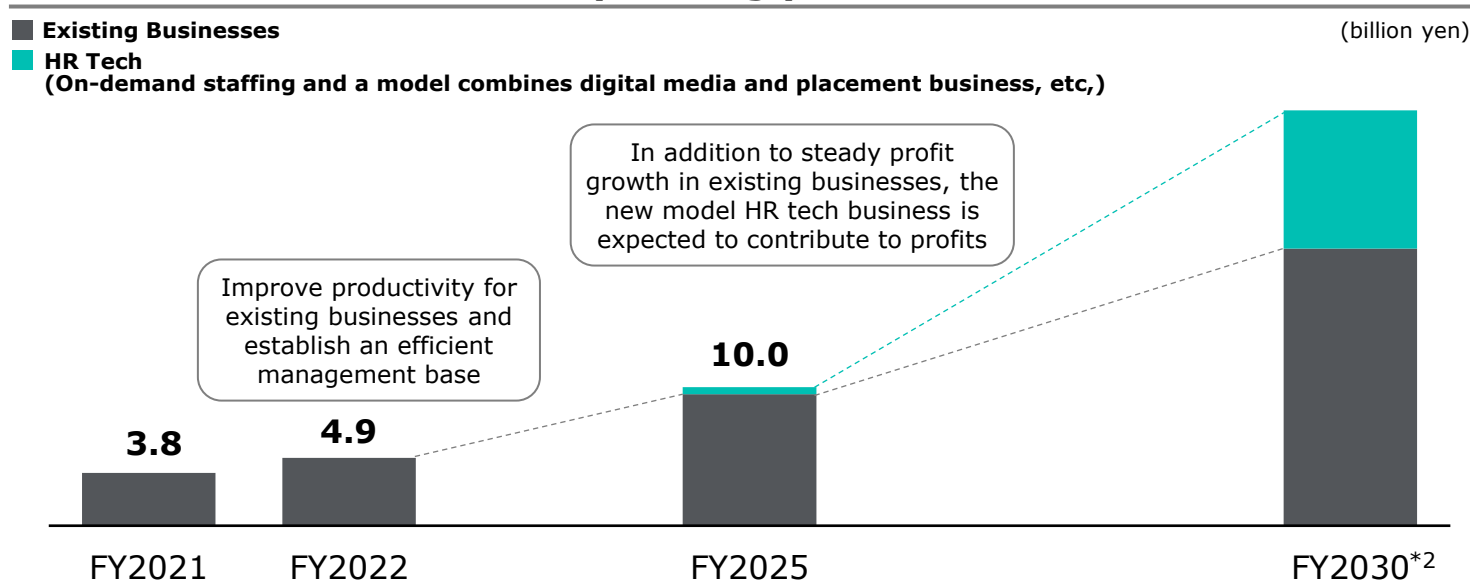 Existing Businesses
(billion yen)
HR Tech
(On-demand staffing and a model combines digital media and placement business, etc,)
In addition to steady profit
growth in existing businesses, the
new model HR tech business is
expected to contribute to profits
Improve productivity for
existing businesses and
establish an efficient
management base
10.0
4.9
3.8
FY2021
FY2022
FY2025
FY2030*2